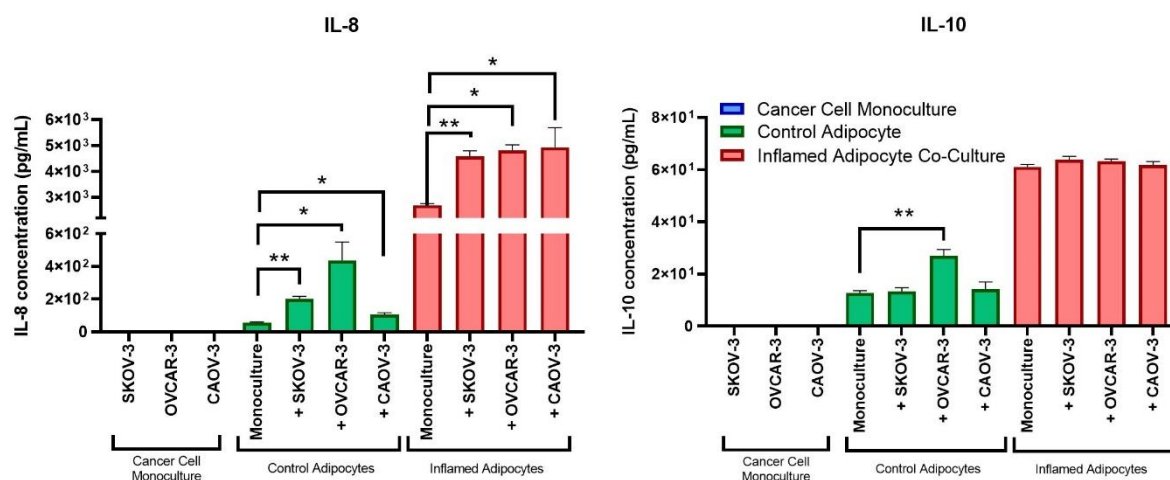 IL-8
IL-8 concentration (pg/mL)
6×10³
5×10³
4×10³
3×10³
6×10²
4×10²
2×10²
0
**
*
*
**
*
*
SKOV-3
OVCAR-3
CAOV-3
Monoculture
+ SKOV-3
+ OVCAR-3
+ CAOV-3
Monoculture
+ SKOV-3
+ OVCAR-3
+ CAOV-3
Cancer Cell
Monoculture
Control Adipocytes
Inflamed Adipocytes
IL-10
IL-10 concentration (pg/mL)
8×10¹
6×10¹
4×10¹
2×10¹
0
Cancer Cell Monoculture
Control Adipocyte
Inflamed Adipocyte Co-Culture
**
SKOV-3
OVCAR-3
CAOV-3
Monoculture
+ SKOV-3
+ OVCAR-3
+ CAOV-3
Monoculture
+ SKOV-3
+ OVCAR-3
+ CAOV-3
Cancer Cell
Monoculture
Control Adipocytes
Inflamed Adipocytes